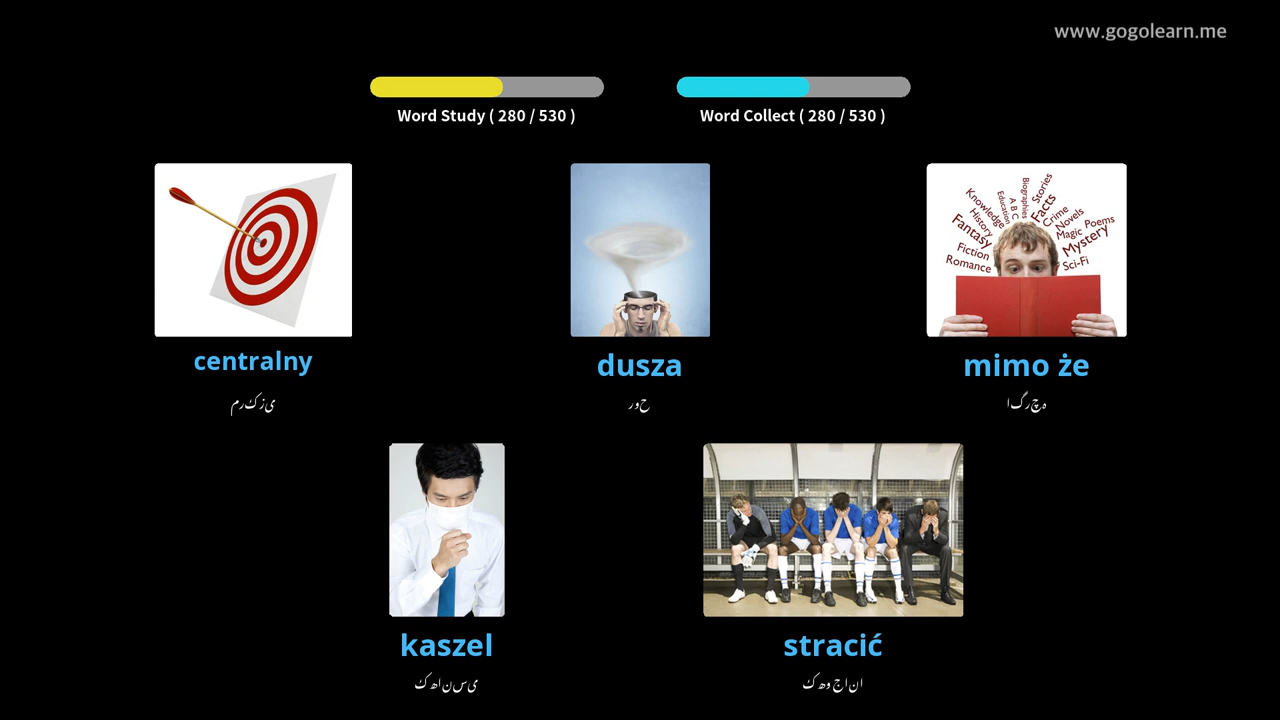 www.gogolearn.me
Word Study ( 280 / 530 )
Word Collect ( 280 / 530 )
Knowledge
History
Fantasy
Fiction
Romance
Education
A B C
Biographies
Stories
Facts
Crime
Novels
Magic
Poems
Mystery
Sci-Fi
centralny
dusza
mimo że
مرکزی
روح
اگرچہ
kaszel
stracić
کھانسی
کھو جانا